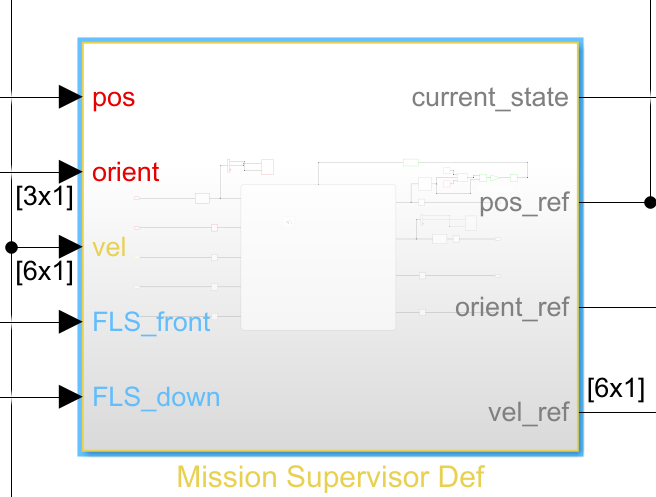 pos
current_state
orient
[3x1]
pos_ref
vel
[6x1]
FLS_front
orient_ref
FLS_down
[6x1]
vel_ref
Mission Supervisor Def